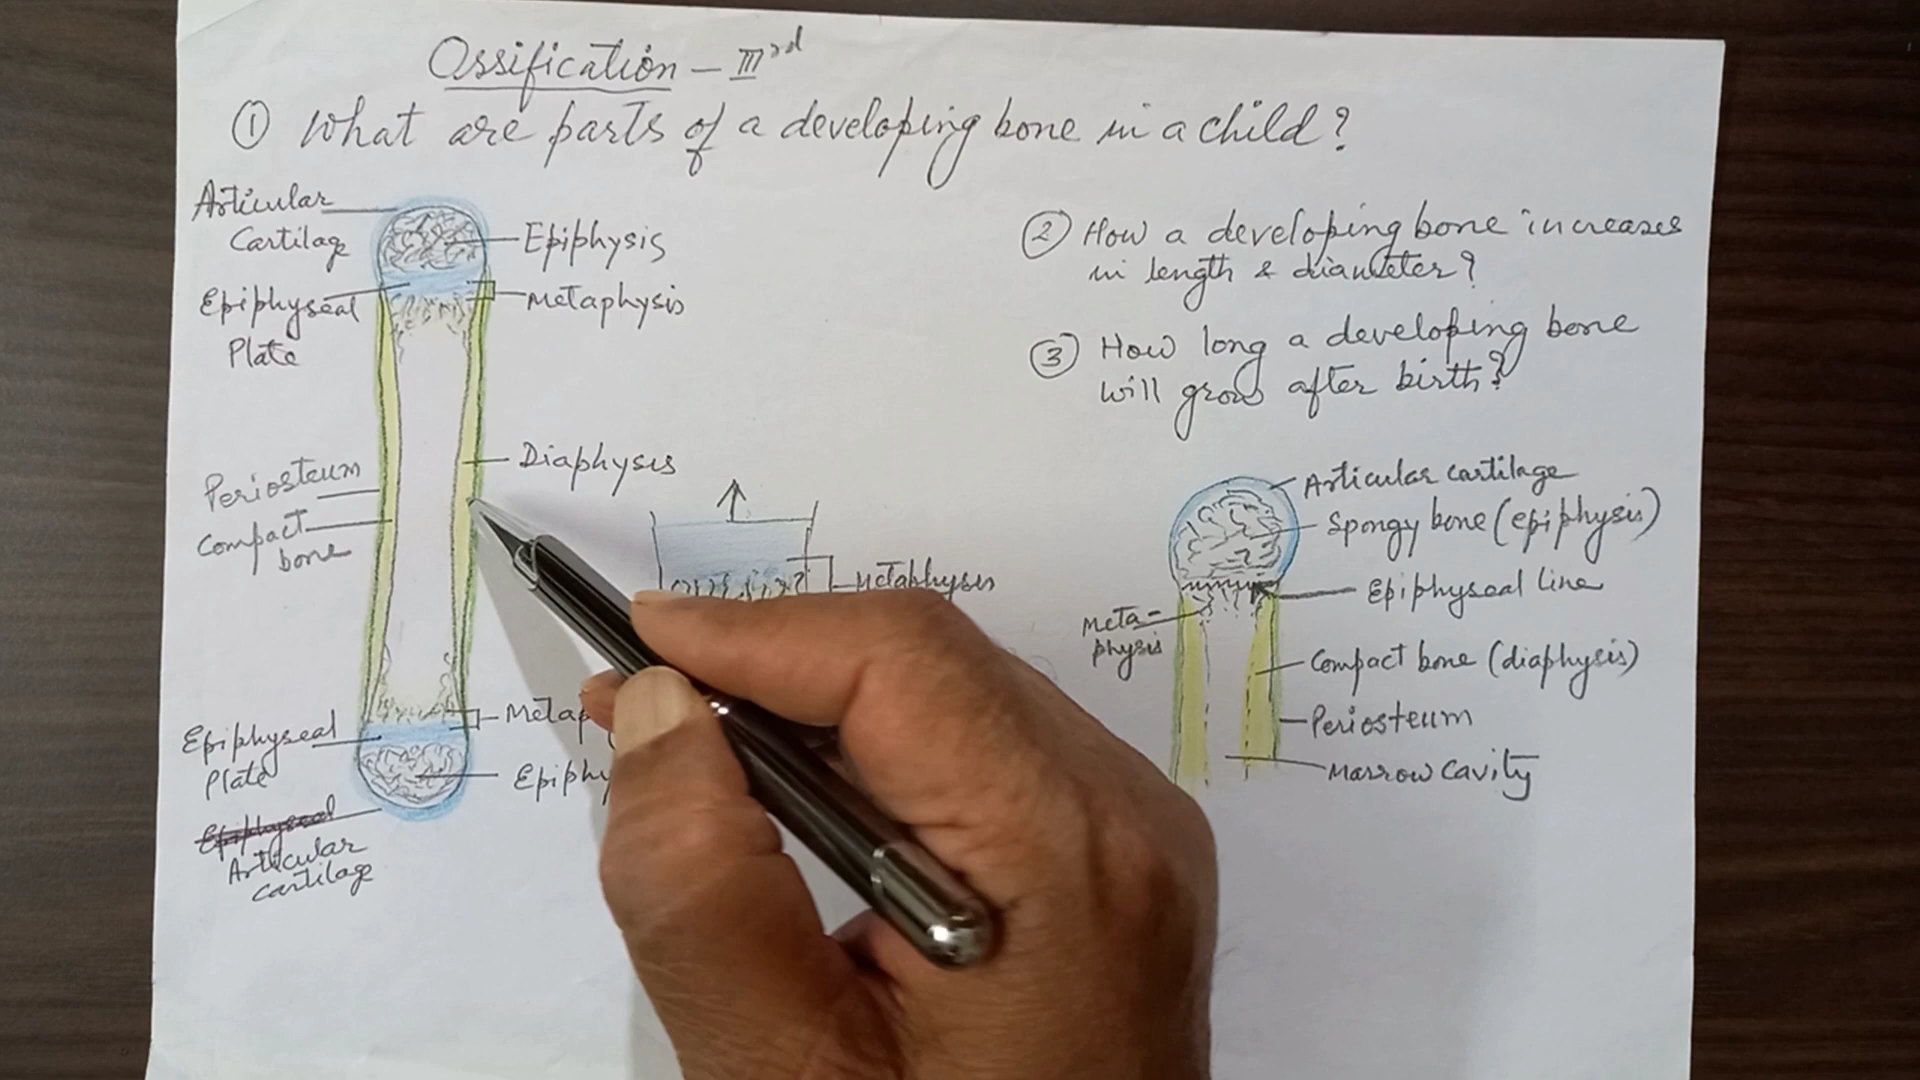 Ossification - IIIrd
① What are parts of a developing bone in a child?
Articular
Cartilage
Epiphysis
Epiphyseal
Plate
Metaphysis
Periosteum
Compact
bone
Diaphysis
Epiphyseal
Plate
Metap
Epiphy
Articular
cartilage
Metaphysis
② How a developing bone increases
in length & diameter?
③ How long a developing bone
will grow after birth?
Articular cartilage
Spongy bone (epiphysis)
Epiphyseal Line
Meta-
physis
Compact bone (diaphysis)
Periosteum
Marrow Cavity